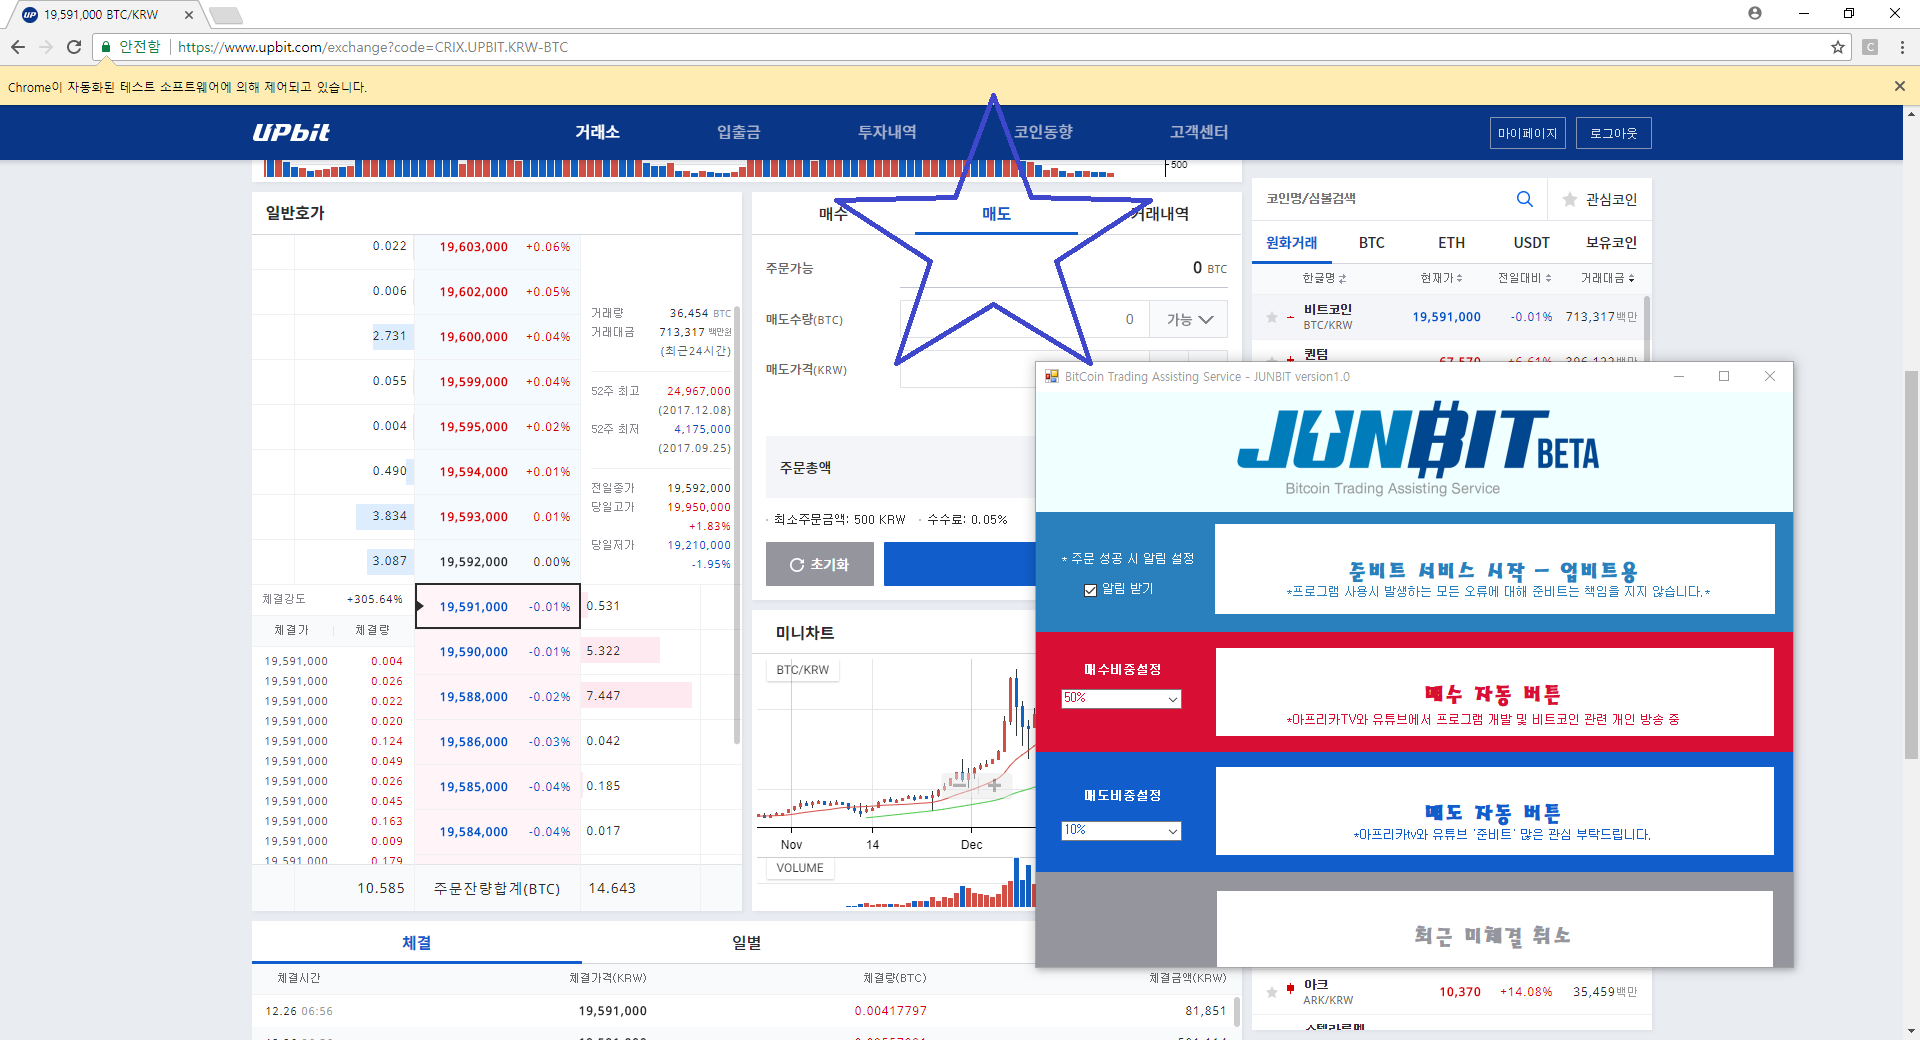 19,591,000 BTC/KRW
안전함 https://www.upbit.com/exchange?code=CRIX.UPBIT.KRW-BTC
Chrome이 자동화된 테스트 소프트웨어에 의해 제어되고 있습니다.
UPbit 거래소 입출금 투자내역 코인동향 고객센터 마이페이지 로그아웃
500
일반호가
0.022 19,603,000 +0.06%
0.006 19,602,000 +0.05%
2.731 19,600,000 +0.04%
0.055 19,599,000 +0.04%
0.004 19,595,000 +0.02%
0.490 19,594,000 +0.01%
3.834 19,593,000 0.01%
3.087 19,592,000 0.00%
19,591,000 -0.01% 0.531
19,590,000 -0.01% 5.322
19,588,000 -0.02% 7.447
19,586,000 -0.03% 0.042
19,585,000 -0.04% 0.185
19,584,000 -0.04% 0.017
거래량 36,454 BTC
거래대금 713,317 백만원
(최근24시간)
52주 최고 24,967,000
(2017.12.08)
52주 최저 4,175,000
(2017.09.25)
전일종가 19,592,000
당일고가 19,950,000
+1.83%
당일저가 19,210,000
-1.95%
체결강도 +305.64%
체결가 체결량
19,591,000 0.004
19,591,000 0.026
19,591,000 0.022
19,591,000 0.020
19,591,000 0.124
19,591,000 0.049
19,591,000 0.026
19,591,000 0.045
19,591,000 0.163
19,591,000 0.009
19,591,000 0.179
10.585 주문잔량합계(BTC) 14.643
매수 매도 거래내역
주문가능 0 BTC
매도수량(BTC) 0 가능
매도가격(KRW)
주문총액
· 최소주문금액: 500 KRW · 수수료: 0.05%
초기화
미니차트
BTC/KRW
Nov 14 Dec
VOLUME
체결 일별
체결시간 체결가격(KRW) 체결량(BTC) 체결금액(KRW)
12.26 06:56 19,591,000 0.00417797 81,851
코인명/심볼검색 관심코인
원화거래 BTC ETH USDT 보유코인
한글명 현재가 전일대비 거래대금
비트코인
BTC/KRW 19,591,000 -0.01% 713,317백만
퀀텀
아크
ARK/KRW 10,370 +14.08% 35,459백만
BitCoin Trading Assisting Service - JUNBIT version1.0
JUNBIT BETA
Bitcoin Trading Assisting Service
* 주문 성공 시 알림 설정
알림 받기
준비트 서비스 시작 - 업비트용
*프로그램 사용시 발생하는 모든 오류에 대해 준비트는 책임을 지지 않습니다.*
매수비중설정
50%
매수 자동 버튼
*아프리카TV와 유튜브에서 프로그램 개발 및 비트코인 관련 개인 방송 중
매도비중설정
10%
매도 자동 버튼
*아프리카tv와 유튜브 '준비트' 많은 관심 부탁드립니다.
최근 미체결 취소